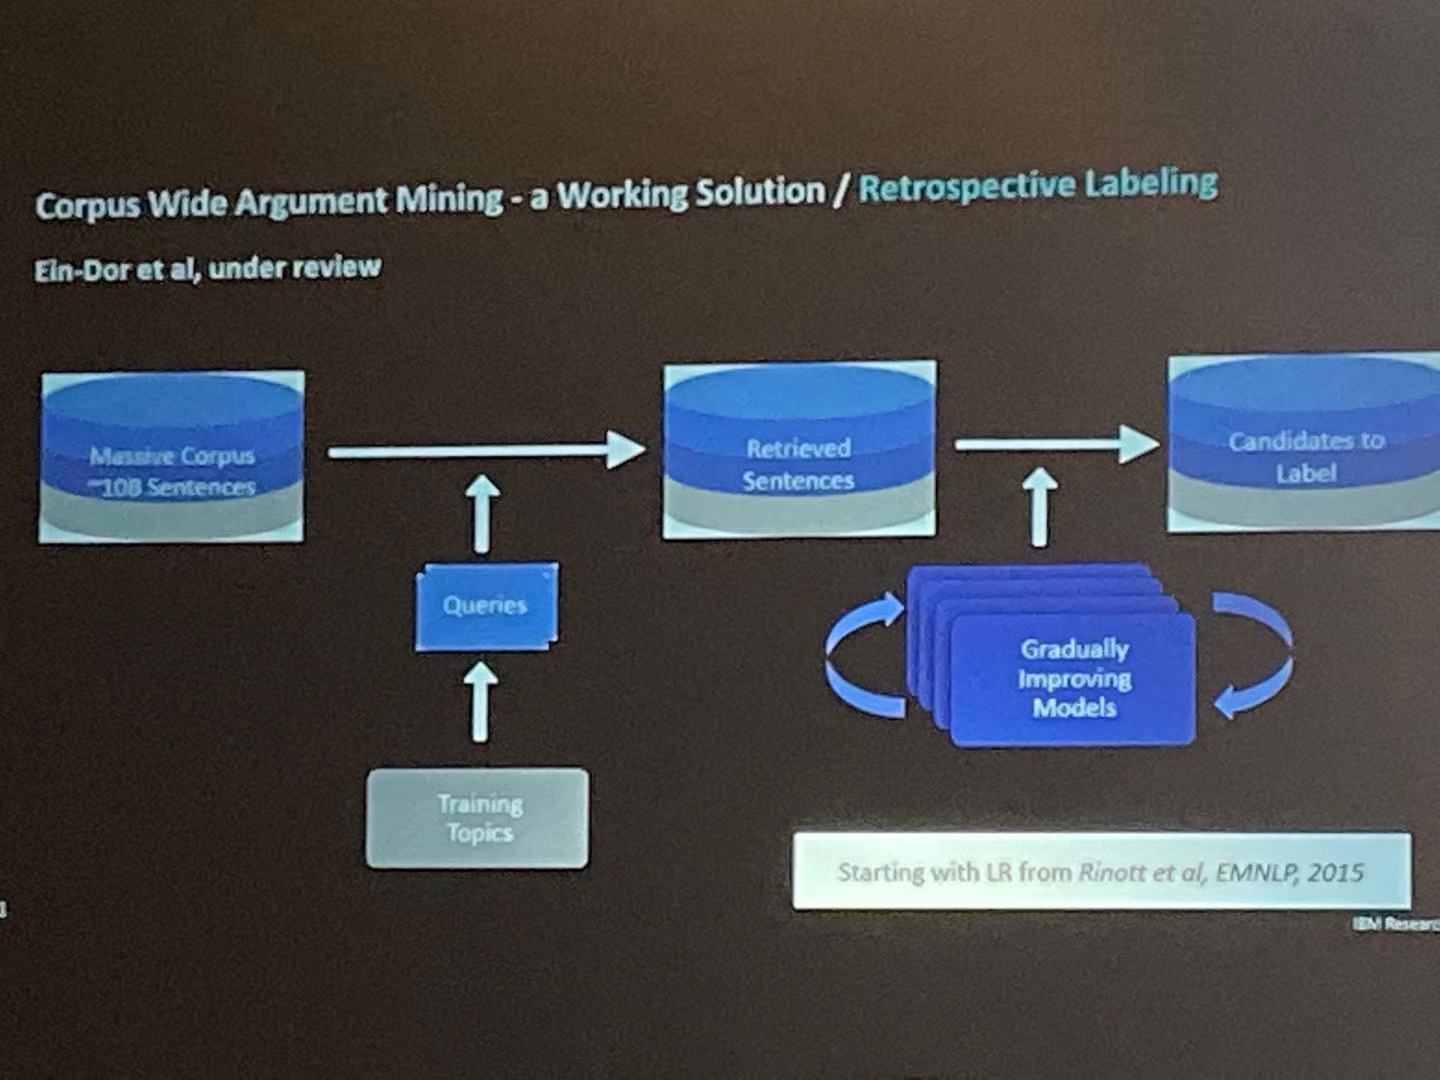 Corpus Wide Argument Mining - a Working Solution / Retrospective Labeling
Ein-Dor et al, under review
Massive Corpus
~10B Sentences
Retrieved
Sentences
Candidates to
Label
Queries
Gradually
Improving
Models
Training
Topics
Starting with LR from Rinott et al, EMNLP, 2015
IBM Researc